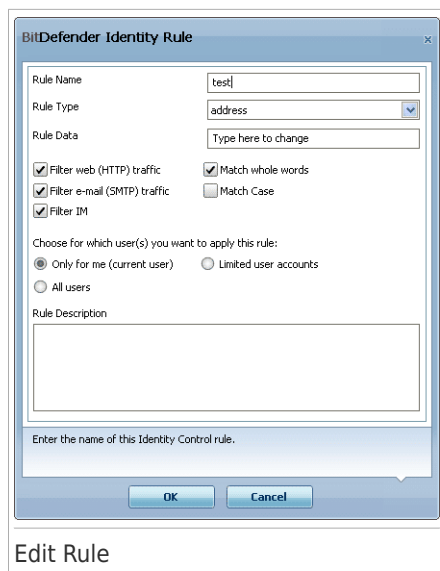 BitDefender Identity Rule
x
Rule Name
test
Rule Type
address
Rule Data
Type here to change
Filter web (HTTP) traffic
Match whole words
Filter e-mail (SMTP) traffic
Match Case
Filter IM
Choose for which user(s) you want to apply this rule:
Only for me (current user)
Limited user accounts
All users
Rule Description
Enter the name of this Identity Control rule.
OK
Cancel
Edit Rule